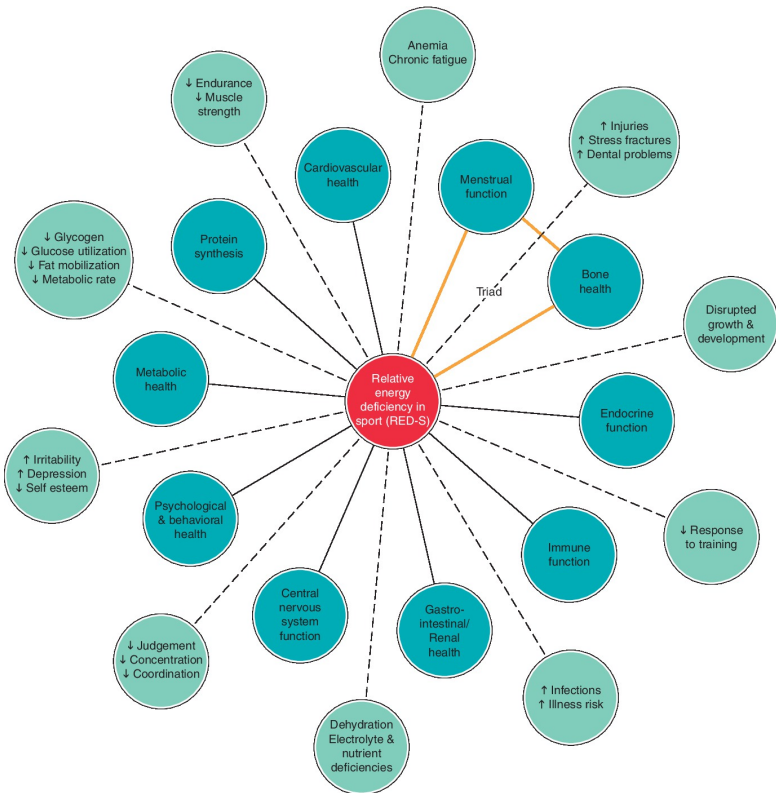 Anemia
Chronic fatigue
↓ Endurance
↓ Muscle
strength
↑ Injuries
↑ Stress fractures
↑ Dental problems
Cardiovascular
health
Menstrual
function
↓ Glycogen
↓ Glucose utilization
↓ Fat mobilization
↓ Metabolic rate
Protein
synthesis
Bone
health
Triad
Disrupted
growth &
development
Metabolic
health
Relative
energy
deficiency in
sport (RED-S)
Endocrine
function
↑ Irritability
↑ Depression
↓ Self esteem
Psychological
& behavioral
health
Immune
function
↓ Response
to training
Central
nervous
system
function
Gastro-
intestinal/
Renal
health
↓ Judgement
↓ Concentration
↓ Coordination
↑ Infections
↑ Illness risk
Dehydration
Electrolyte &
nutrient
deficiencies